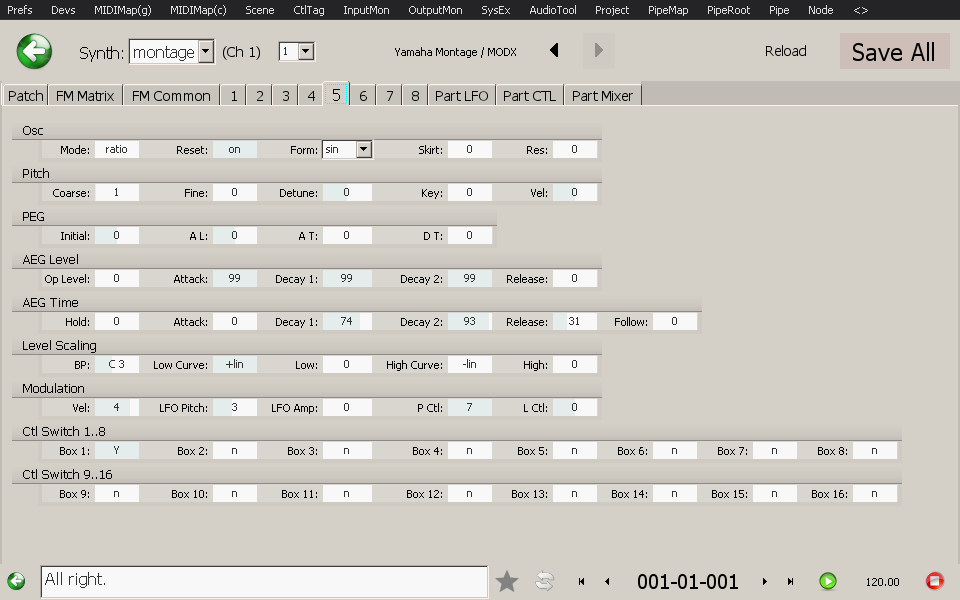 Prefs Devs MIDIMap(g) MIDIMap(c) Scene CtlTag InputMon OutputMon SysEx AudioTool Project PipeMap PipeRoot Pipe Node <>
Synth: montage (Ch 1) 1 Yamaha Montage / MODX Reload Save All
Patch FM Matrix FM Common 1 2 3 4 5 6 7 8 Part LFO Part CTL Part Mixer
Osc
Mode: ratio Reset: on Form: sin Skirt: 0 Res: 0
Pitch
Coarse: 1 Fine: 0 Detune: 0 Key: 0 Vel: 0
PEG
Initial: 0 A L: 0 A T: 0 D T: 0
AEG Level
Op Level: 0 Attack: 99 Decay 1: 99 Decay 2: 99 Release: 0
AEG Time
Hold: 0 Attack: 0 Decay 1: 74 Decay 2: 93 Release: 31 Follow: 0
Level Scaling
BP: C 3 Low Curve: +lin Low: 0 High Curve: -lin High: 0
Modulation
Vel: 4 LFO Pitch: 3 LFO Amp: 0 P Ctl: 7 L Ctl: 0
Ctl Switch 1..8
Box 1: Y Box 2: n Box 3: n Box 4: n Box 5: n Box 6: n Box 7: n Box 8: n
Ctl Switch 9..16
Box 9: n Box 10: n Box 11: n Box 12: n Box 13: n Box 14: n Box 15: n Box 16: n
All right. 001-01-001 120.00